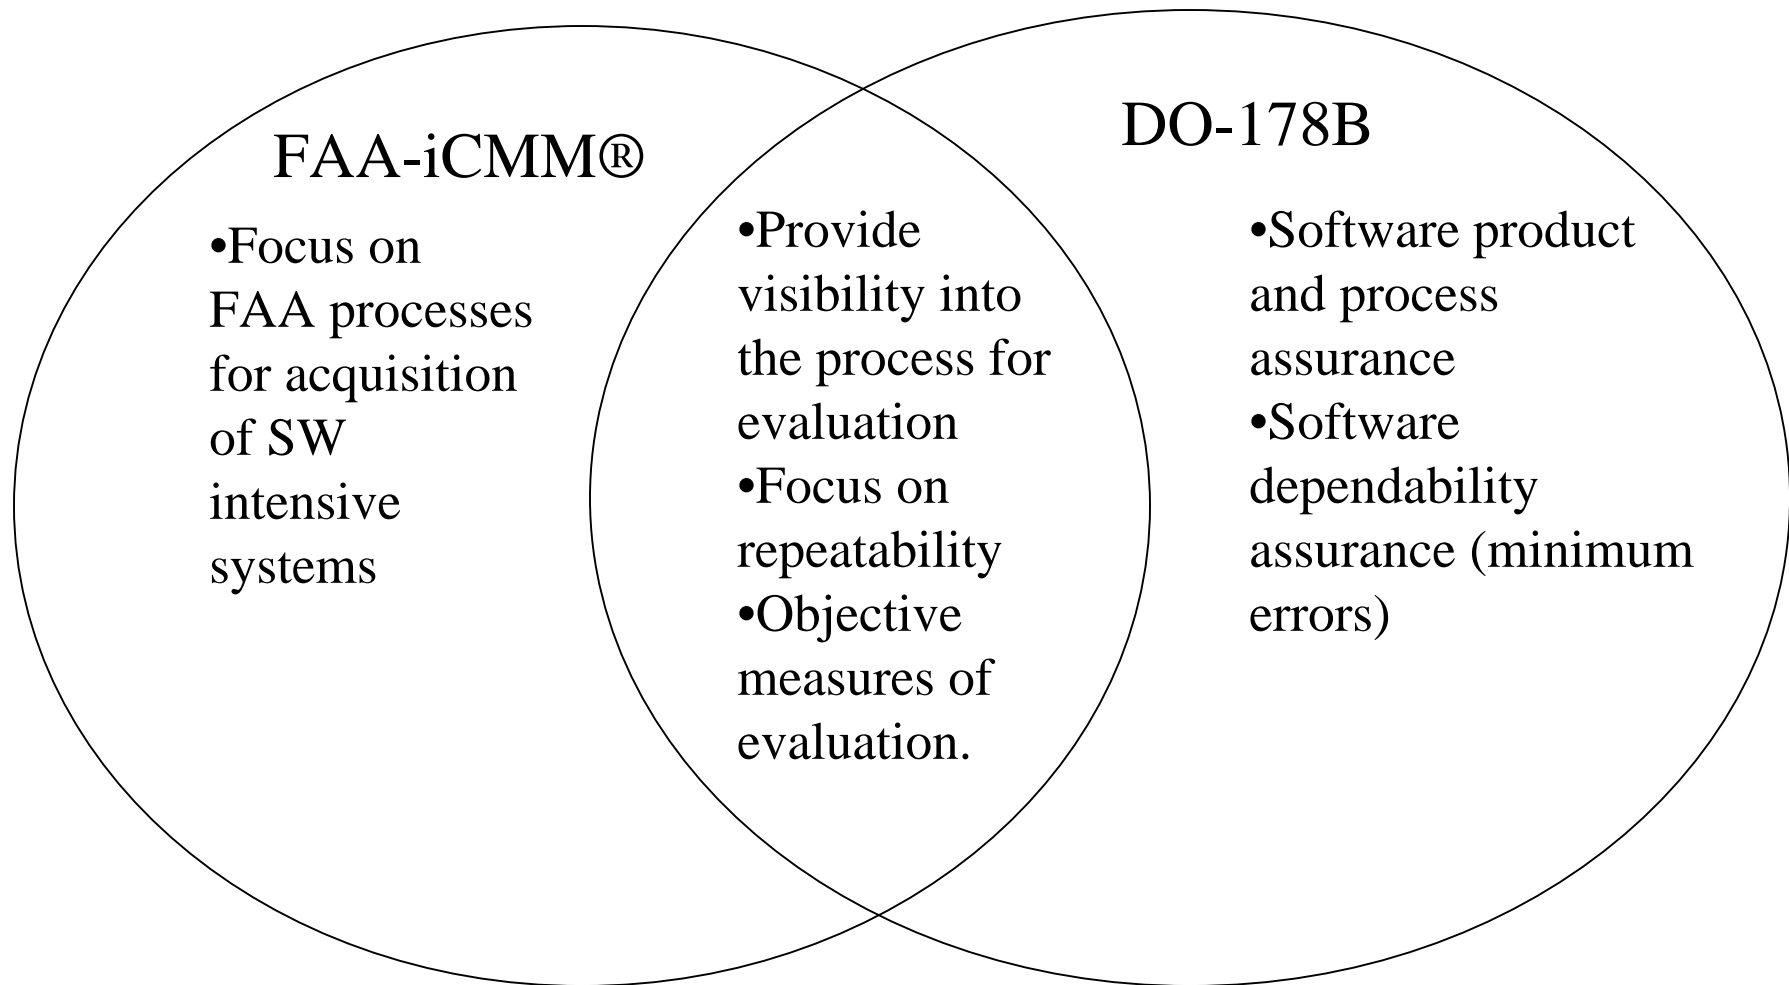 FAA-iCMM®
•Focus on
FAA processes
for acquisition
of SW
intensive
systems
•Provide
visibility into
the process for
evaluation
•Focus on
repeatability
•Objective
measures of
evaluation.
DO-178B
•Software product
and process
assurance
•Software
dependability
assurance (minimum
errors)